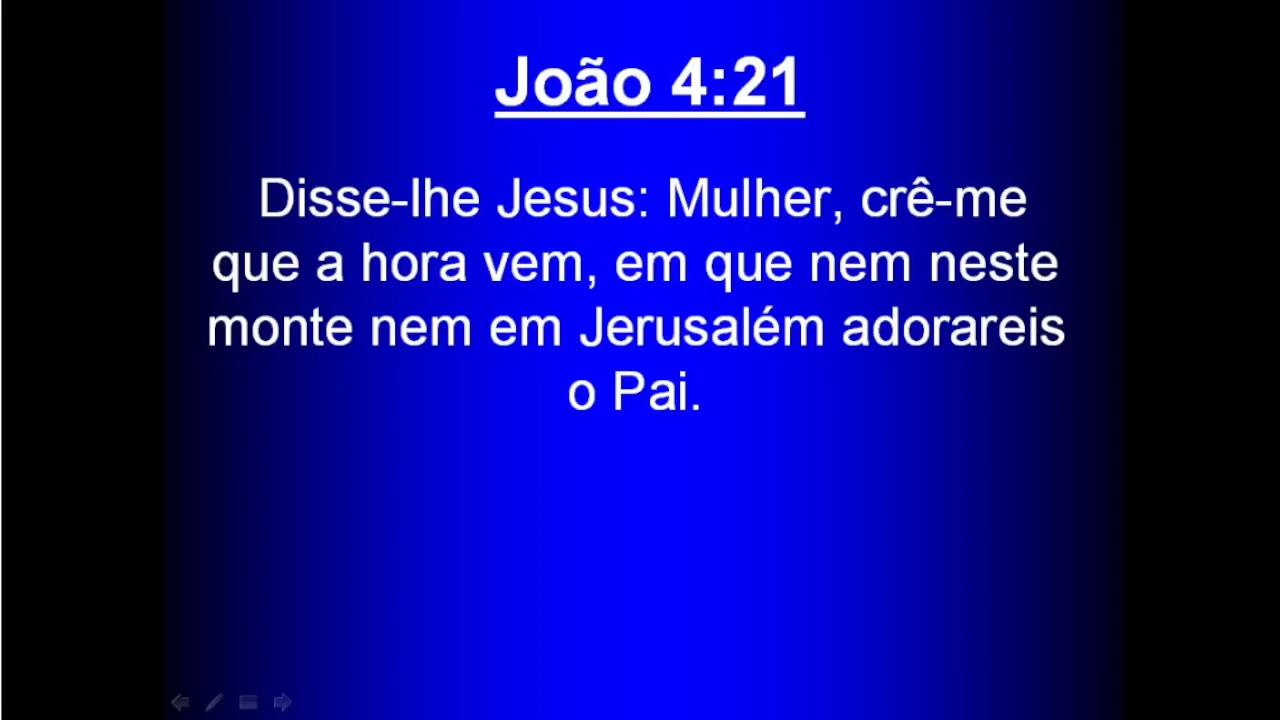 João 4:21
Disse-lhe Jesus: Mulher, crê-me
que a hora vem, em que nem neste
monte nem em Jerusalém adorareis
o Pai.